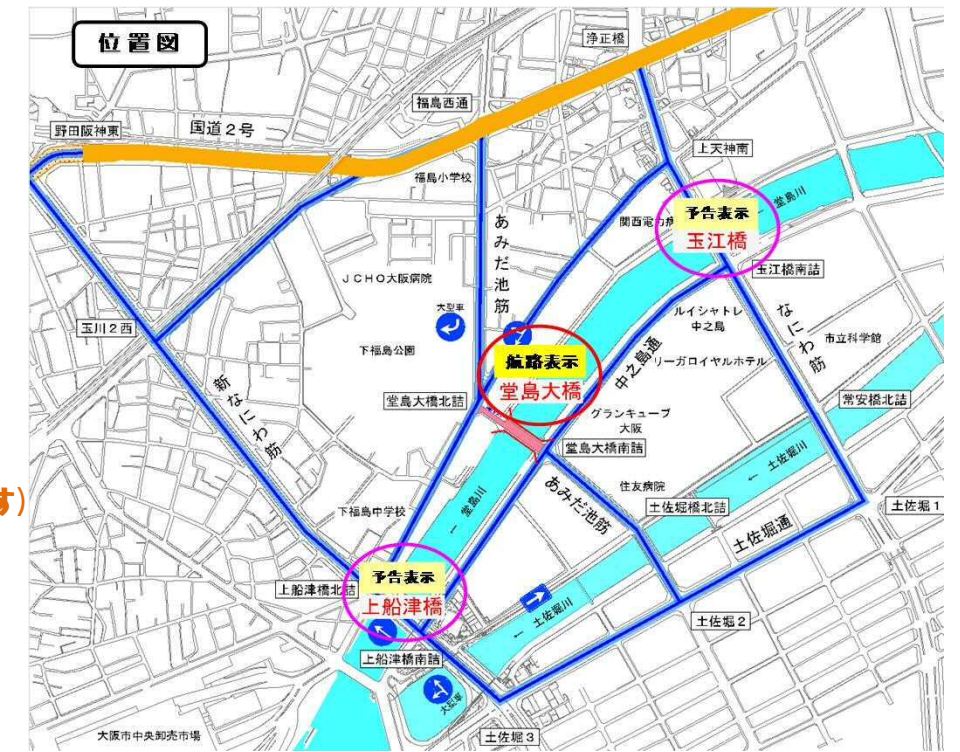 位置図
浄正橋
福島西通
野田阪神東
国道2号
上天神南
福島小学校
堂島川
関西電力病
予告表示
玉江橋
あみだ池筋
玉江橋南詰
JCHO大阪病院
大型車
ルイシャトレ
中之島
なにわ筋
玉川2西
下福島公園
航路表示
堂島大橋
中之島通
リーガロイヤルホテル
市立科学館
新なにわ筋
堂島大橋北詰
グランキューブ
大阪
常安橋北詰
堂島大橋南詰
←土佐堀川
す)
住友病院
あみだ池筋
土佐堀橋北詰
土佐堀1
下福島中学校
←堂島川
土佐堀通
予告表示
上船津橋
上船津橋北詰
←土佐堀川
土佐堀2
上船津橋南詰
大型車
大阪市中央卸売市場
土佐堀3